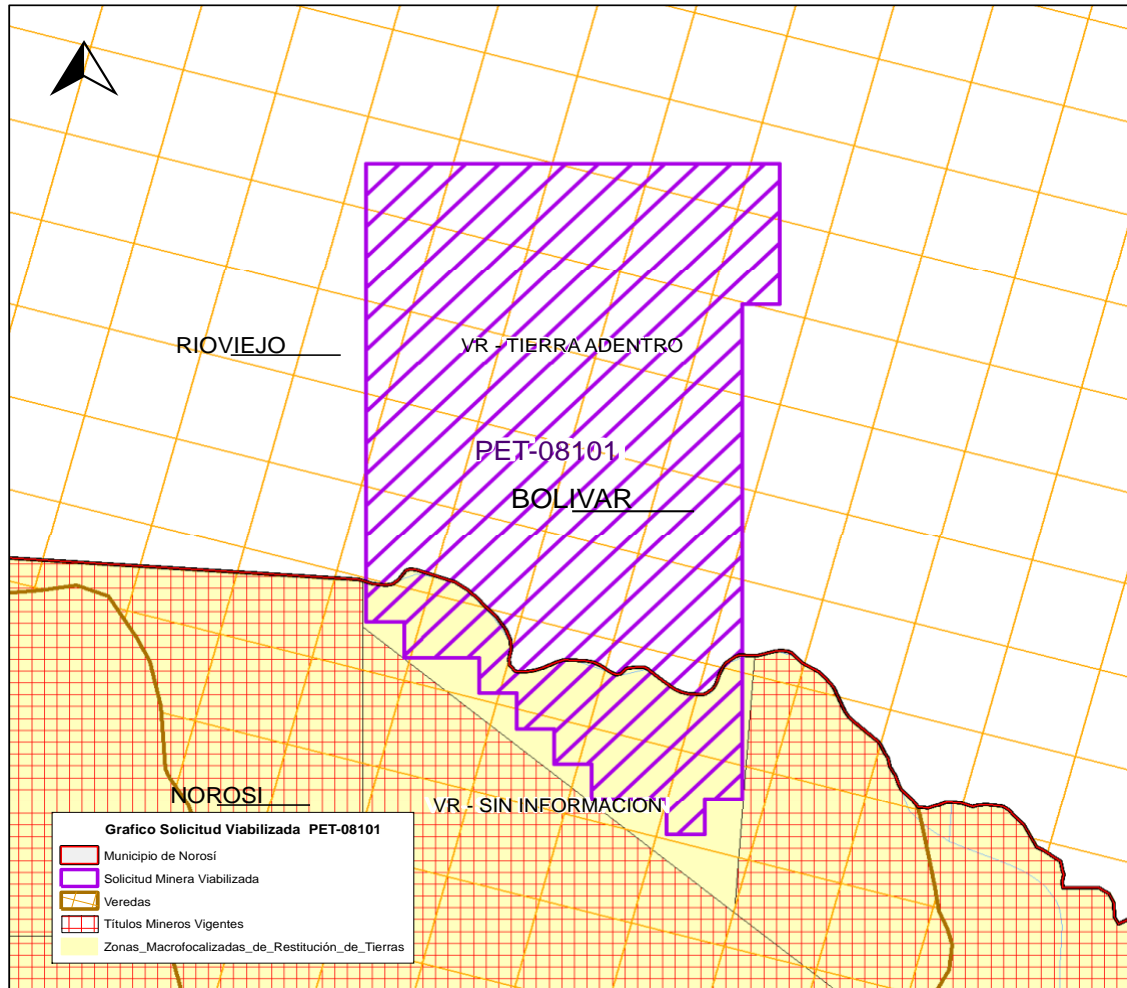 RIOVIEJO
VR - TIERRA ADENTRO
PET-08101
BOLIVAR
NOROSI
VR - SIN INFORMACION
Grafico Solicitud Viabilizada PET-08101
Municipio de Norosí
Solicitud Minera Viabilizada
Veredas
Títulos Mineros Vigentes
Zonas_Macrofocalizadas_de_Restitución_de_Tierras